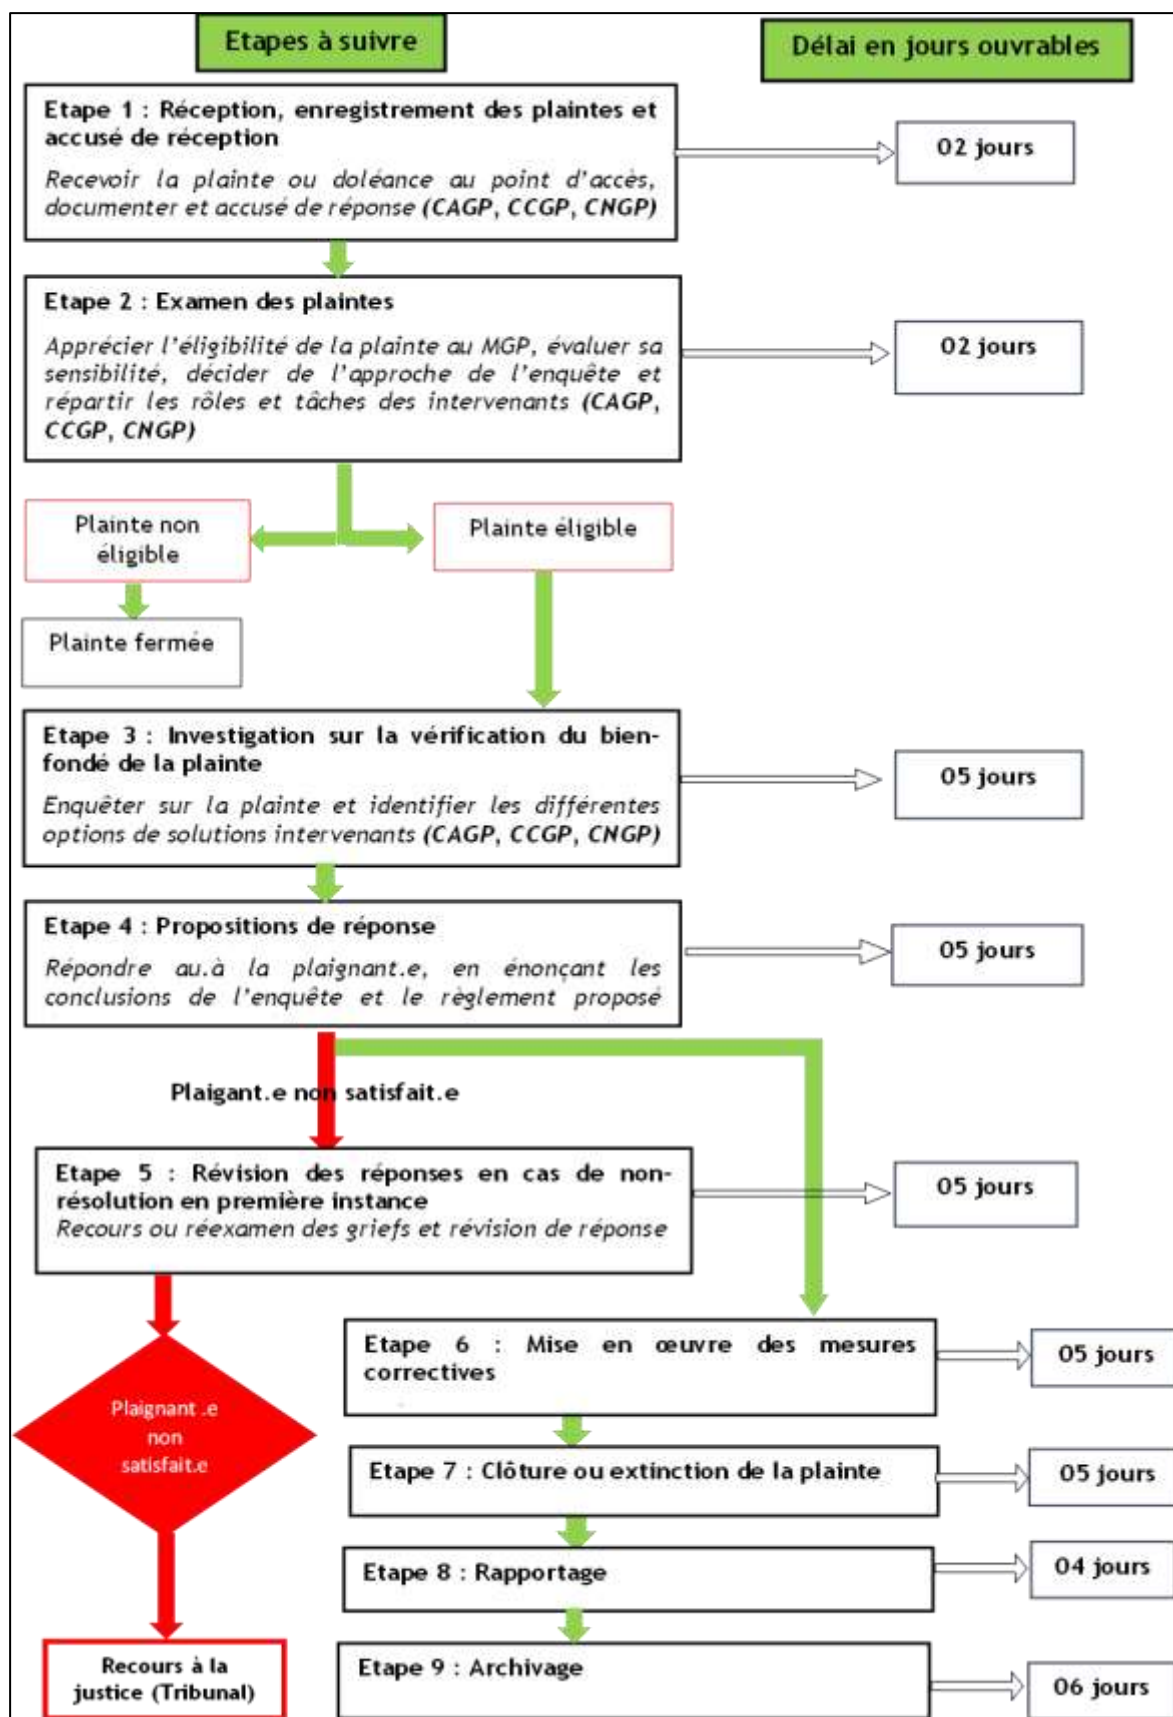 Etapes à suivre
Délai en jours ouvrables
Etape 1 : Réception, enregistrement des plaintes et
accusé de réception
Recevoir la plainte ou doléance au point d'accès,
documenter et accusé de réponse (CAGP, CCGP, CNGP)
02 jours
Etape 2 : Examen des plaintes
Apprécier l'éligibilité de la plainte au MGP, évaluer sa
sensibilité, décider de l'approche de l'enquête et
répartir les rôles et tâches des intervenants (CAGP,
CCGP, CNGP)
02 jours
Plainte non
éligible
Plainte éligible
Plainte fermée
Etape 3 : Investigation sur la vérification du bien-
fondé de la plainte
Enquêter sur la plainte et identifier les différentes
options de solutions intervenants (CAGP, CCGP, CNGP)
05 jours
Etape 4 : Propositions de réponse
Répondre au.à la plaignant.e, en énonçant les
conclusions de l'enquête et le règlement proposé
05 jours
Plaigant.e non satisfait.e
Etape 5 : Révision des réponses en cas de non-
résolution en première instance
Recours ou réexamen des griefs et révision de réponse
05 jours
Etape 6 : Mise en œuvre des mesures
correctives
05 jours
Plaignant .e
non
satisfait.e
Etape 7 : Clôture ou extinction de la plainte
05 jours
Etape 8 : Rapportage
04 jours
Recours à la
justice (Tribunal)
Etape 9 : Archivage
06 jours